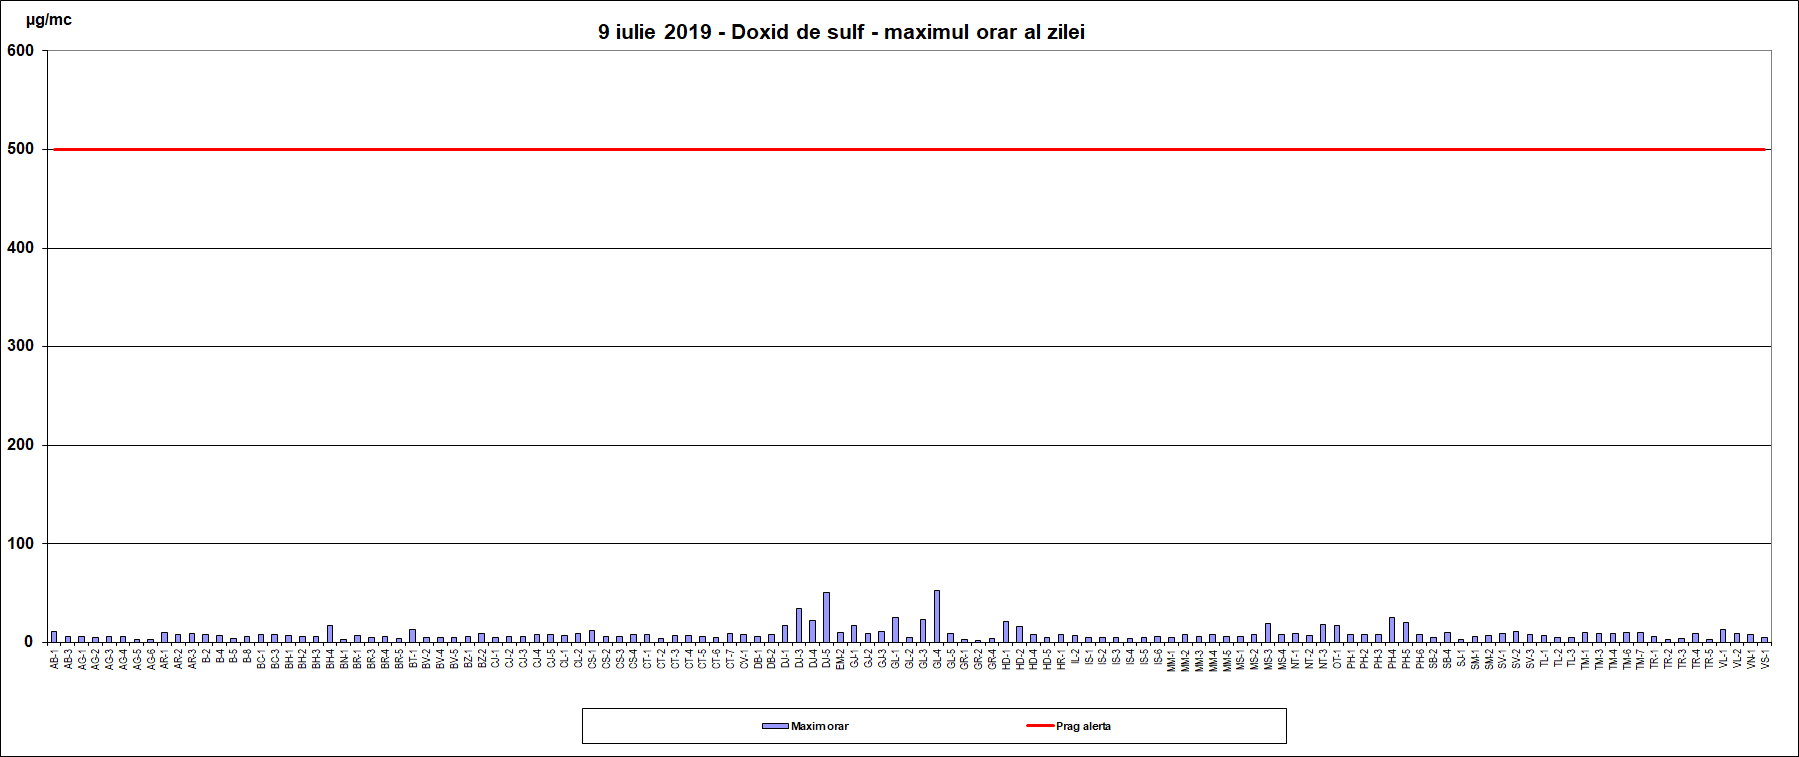 µg/mc
9 iulie 2019 - Doxid de sulf - maximul orar al zilei
600
500
400
300
200
100
0
AB-1 AB-3 AG-1 AG-2 AG-3 AG-4 AG-5 AG-6 AR-1 AR-2 AR-3 B-2 B-4 B-5 B-8 BC-1 BC-3 BH-1 BH-2 BH-3 BH-4 BN-1 BR-1 BR-3 BR-4 BR-5 BT-1 BV-2 BV-4 BV-5 BZ-1 BZ-2 CJ-1 CJ-2 CJ-3 CJ-4 CJ-5 CL-1 CL-2 CS-1 CS-2 CS-3 CS-4 CT-1 CT-2 CT-3 CT-4 CT-5 CT-6 CT-7 CV-1 DB-1 DB-2 DJ-1 DJ-3 DJ-4 DJ-5 EM-2 GJ-1 GJ-2 GJ-3 GL-1 GL-2 GL-3 GL-4 GL-5 GR-1 GR-2 GR-4 HD-1 HD-2 HD-4 HD-5 HR-1 IL-2 IS-1 IS-2 IS-3 IS-4 IS-5 IS-6 MM-1 MM-2 MM-3 MM-4 MM-5 MS-1 MS-2 MS-3 MS-4 NT-1 NT-2 NT-3 OT-1 PH-1 PH-2 PH-3 PH-4 PH-5 PH-6 SB-2 SB-4 SJ-1 SM-1 SM-2 SV-1 SV-2 SV-3 TL-1 TL-2 TL-3 TM-1 TM-3 TM-4 TM-6 TM-7 TR-1 TR-2 TR-3 TR-4 TR-5 VL-1 VL-2 VN-1 VS-1
Maxim orar
Prag alerta